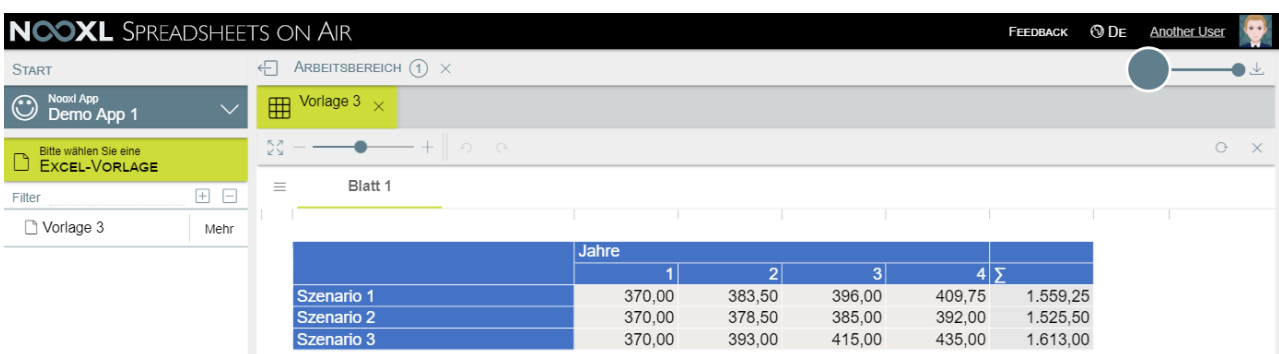 NOOXL SPREADSHEETS ON AIR
FEEDBACK DE Another User
START
ARBEITSBEREICH 1
Nooxl App
Demo App 1
Vorlage 3
Bitte wählen Sie eine
EXCEL-VORLAGE
Blatt 1
Filter
Vorlage 3 Mehr
Jahre
1 2 3 4 Σ
Szenario 1 370,00 383,50 396,00 409,75 1.559,25
Szenario 2 370,00 378,50 385,00 392,00 1.525,50
Szenario 3 370,00 393,00 415,00 435,00 1.613,00